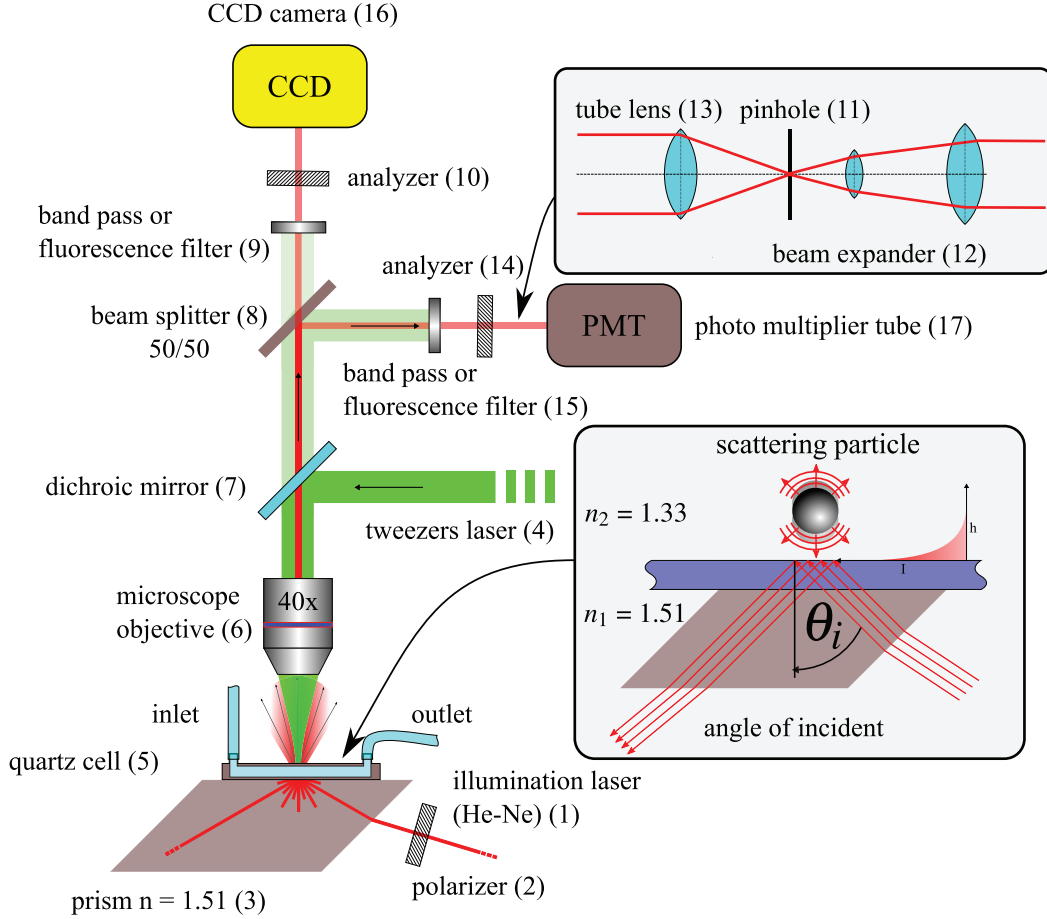 CCD camera (16)
CCD
analyzer (10)
band pass or
fluorescence filter (9)
beam splitter (8)
50/50
analyzer (14)
band pass or
fluorescence filter (15)
PMT
photo multiplier tube (17)
tube lens (13)
pinhole (11)
beam expander (12)
dichroic mirror (7)
tweezers laser (4)
microscope
objective (6)
40x
inlet
outlet
quartz cell (5)
illumination laser
(He-Ne) (1)
polarizer (2)
prism n = 1.51 (3)
scattering particle
n₂ = 1.33
h
I
n₁ = 1.51
θᵢ
angle of incident